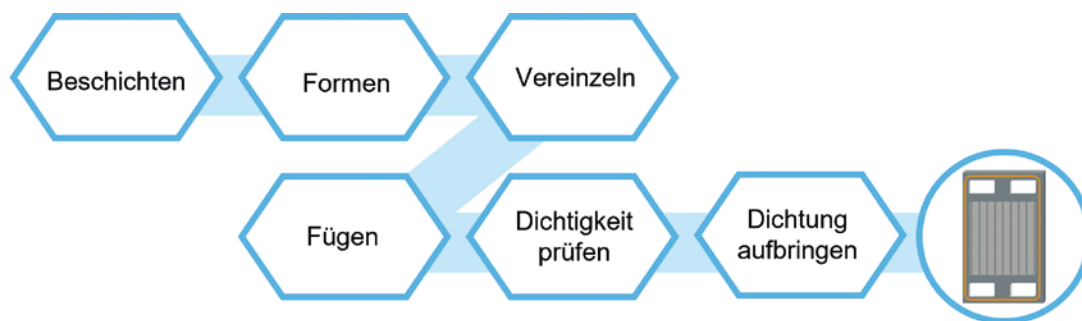 Beschichten
Formen
Vereinzeln
Fügen
Dichtigkeit
prüfen
Dichtung
aufbringen